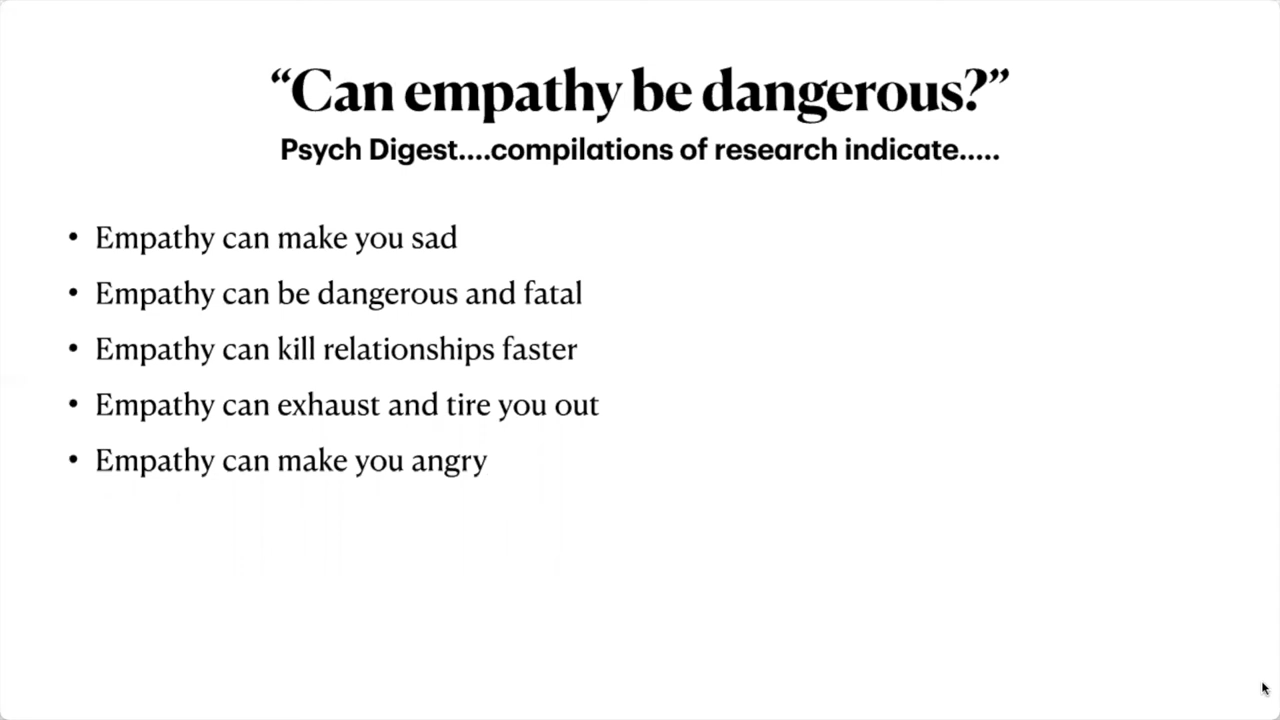 “Can empathy be dangerous?”
Psych Digest....compilations of research indicate.....
• Empathy can make you sad
• Empathy can be dangerous and fatal
• Empathy can kill relationships faster
• Empathy can exhaust and tire you out
• Empathy can make you angry